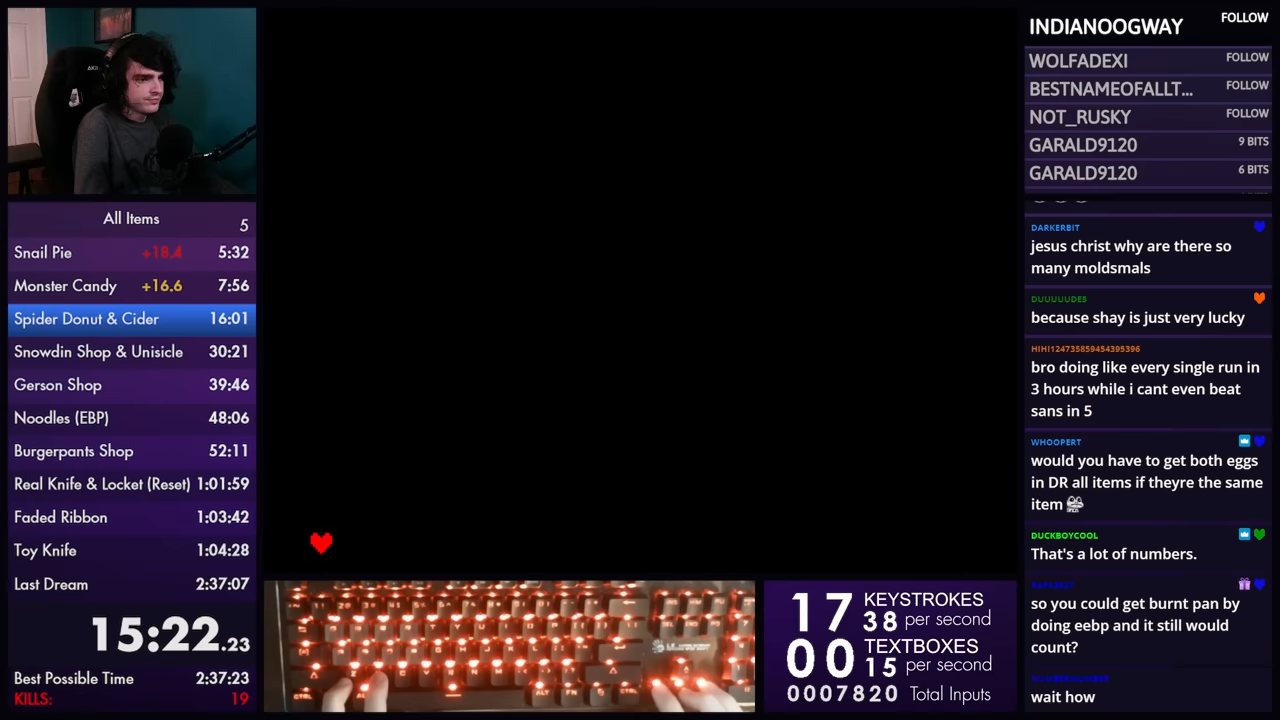 All Items
5
Snail Pie +18.4 5:32
Monster Candy +16.6 7:56
Spider Donut & Cider 16:01
Snowdin Shop & Unisicle 30:21
Gerson Shop 39:46
Noodles (EBP) 48:06
Burgerpants Shop 52:11
Real Knife & Locket (Reset) 1:01:59
Faded Ribbon 1:03:42
Toy Knife 1:04:28
Last Dream 2:37:07
15:22.23
Best Possible Time 2:37:23
KILLS: 19
17 KEYSTROKES
38 per second
00 TEXTBOXES
15 per second
0007820 Total Inputs
INDIANOOGWAY FOLLOW
WOLFADEXI FOLLOW
BESTNAMEOFALLT... FOLLOW
NOT_RUSKY FOLLOW
GARALD9120 9 BITS
GARALD9120 6 BITS
DARKERBIT
jesus christ why are there so
many moldsmals
DUUUUUDES
because shay is just very lucky
HIHI124735859454395396
bro doing like every single run in
3 hours while i cant even beat
sans in 5
WHOOPERT
would you have to get both eggs
in DR all items if theyre the same
item
DUCKBOYCOOL
That's a lot of numbers.
so you could get burnt pan by
doing eebp and it still would
count?
wait how